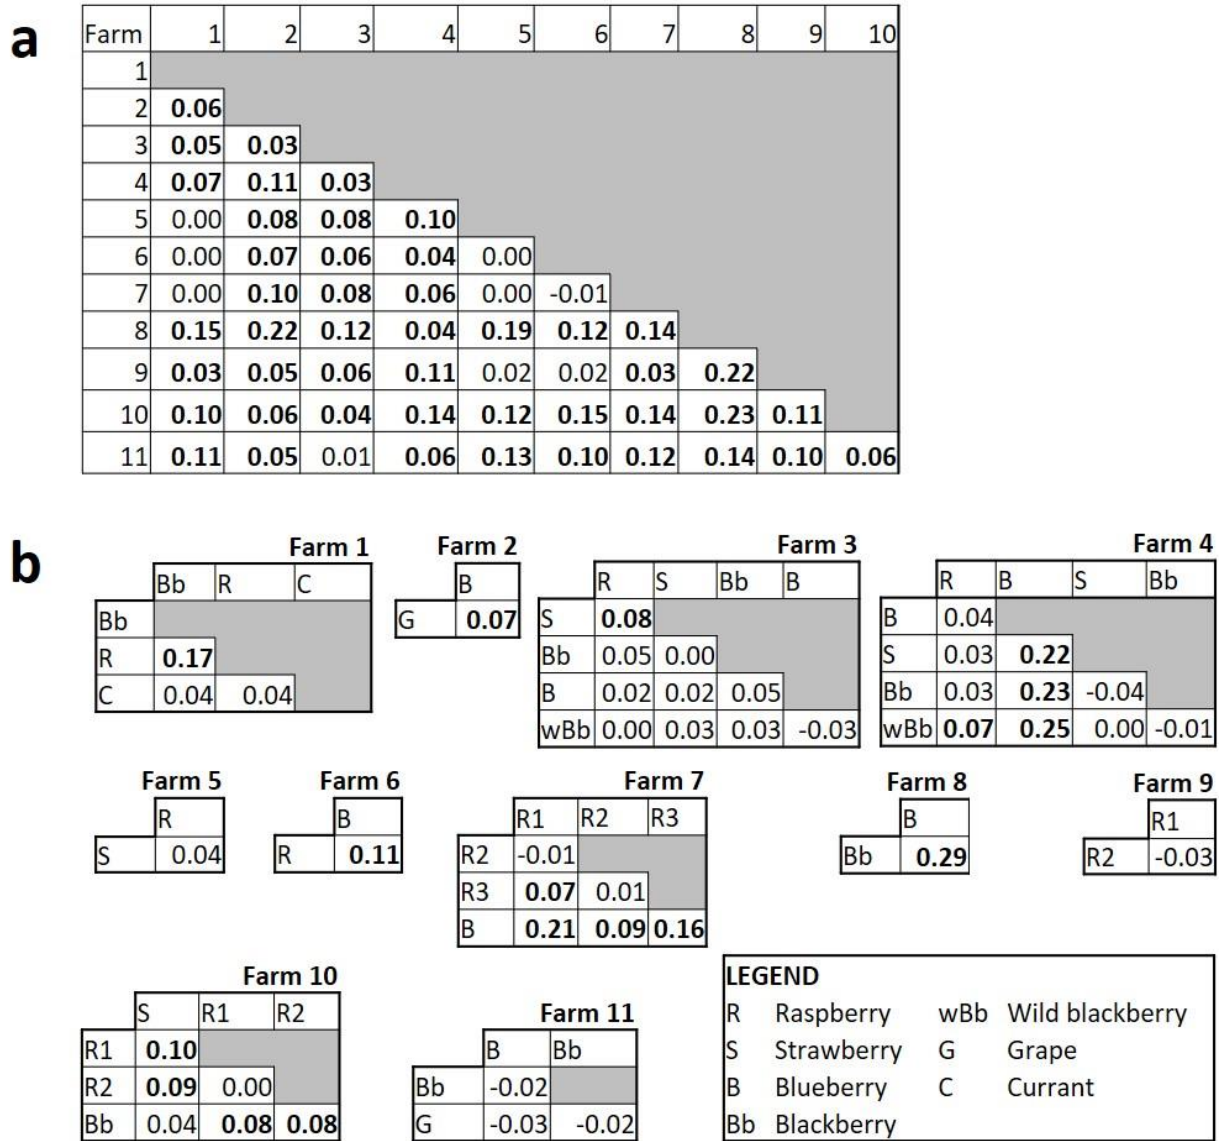 a
Farm 1 2 3 4 5 6 7 8 9 10
1
2 0.06
3 0.05 0.03
4 0.07 0.11 0.03
5 0.00 0.08 0.08 0.10
6 0.00 0.07 0.06 0.04 0.00
7 0.00 0.10 0.08 0.06 0.00 -0.01
8 0.15 0.22 0.12 0.04 0.19 0.12 0.14
9 0.03 0.05 0.06 0.11 0.02 0.02 0.03 0.22
10 0.10 0.06 0.04 0.14 0.12 0.15 0.14 0.23 0.11
11 0.11 0.05 0.01 0.06 0.13 0.10 0.12 0.14 0.10 0.06
b
Farm 1
Bb R C
Bb
R 0.17
C 0.04 0.04
Farm 2
B
G 0.07
Farm 3
R S Bb B
S 0.08
Bb 0.05 0.00
B 0.02 0.02 0.05
wBb 0.00 0.03 0.03 -0.03
Farm 4
R B S Bb
B 0.04
S 0.03 0.22
Bb 0.03 0.23 -0.04
wBb 0.07 0.25 0.00 -0.01
Farm 5
R
S 0.04
Farm 6
B
R 0.11
Farm 7
R1 R2 R3
R2 -0.01
R3 0.07 0.01
B 0.21 0.09 0.16
Farm 8
B
Bb 0.29
Farm 9
R1
R2 -0.03
Farm 10
S R1 R2
R1 0.10
R2 0.09 0.00
Bb 0.04 0.08 0.08
Farm 11
B Bb
Bb -0.02
G -0.03 -0.02
LEGEND
R Raspberry wBb Wild blackberry
S Strawberry G Grape
B Blueberry C Currant
Bb Blackberry